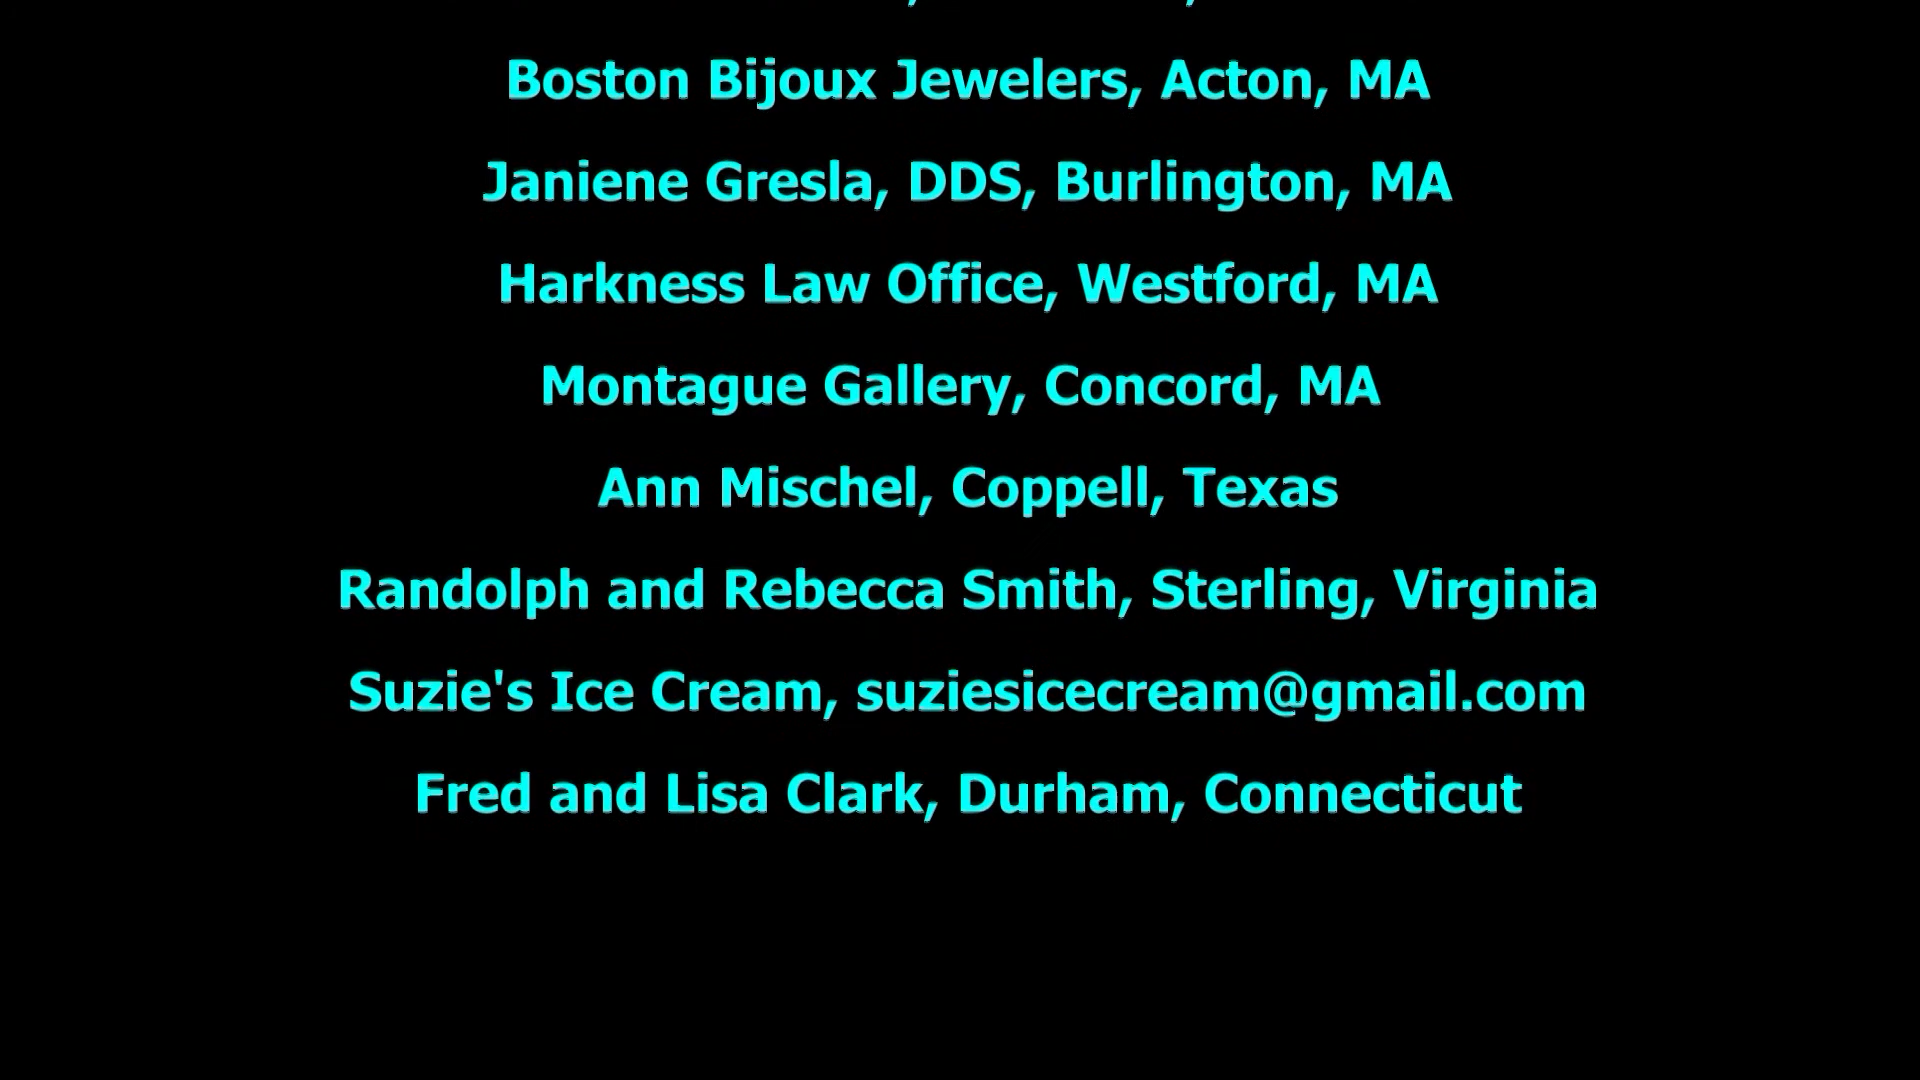 Boston Bijoux Jewelers, Acton, MA
Janiene Gresla, DDS, Burlington, MA
Harkness Law Office, Westford, MA
Montague Gallery, Concord, MA
Ann Mischel, Coppell, Texas
Randolph and Rebecca Smith, Sterling, Virginia
Suzie's Ice Cream, suziesicecream@gmail.com
Fred and Lisa Clark, Durham, Connecticut